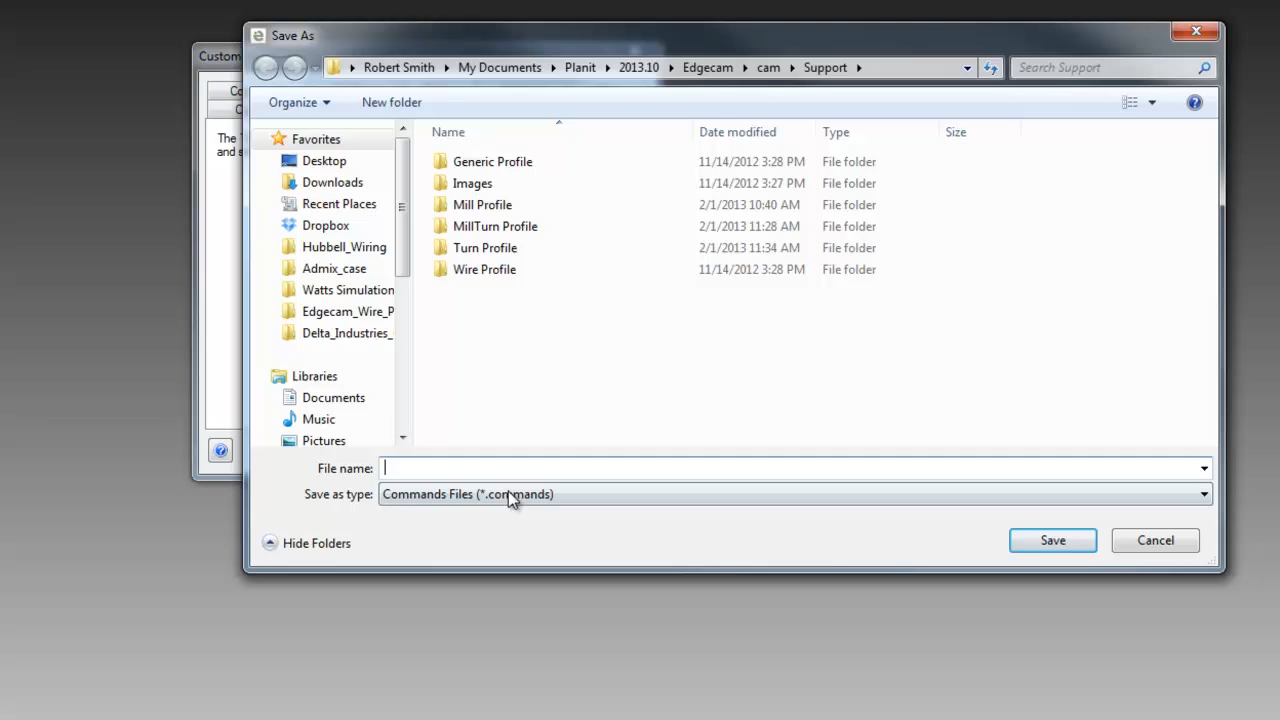 Save As
Custom
Robert Smith My Documents Planit 2013.10 Edgecam cam Support
Search Support
Organize New folder
Co
C
The
and s
Favorites
Desktop
Downloads
Recent Places
Dropbox
Hubbell_Wiring
Admix_case
Watts Simulation
Edgecam_Wire_P
Delta_Industries_
Libraries
Documents
Music
Pictures
Name Date modified Type Size
Generic Profile 11/14/2012 3:28 PM File folder
Images 11/14/2012 3:27 PM File folder
Mill Profile 2/1/2013 10:40 AM File folder
MillTurn Profile 2/1/2013 11:28 AM File folder
Turn Profile 2/1/2013 11:34 AM File folder
Wire Profile 11/14/2012 3:28 PM File folder
File name:
Save as type: Commands Files (*.commands)
Hide Folders
Save Cancel